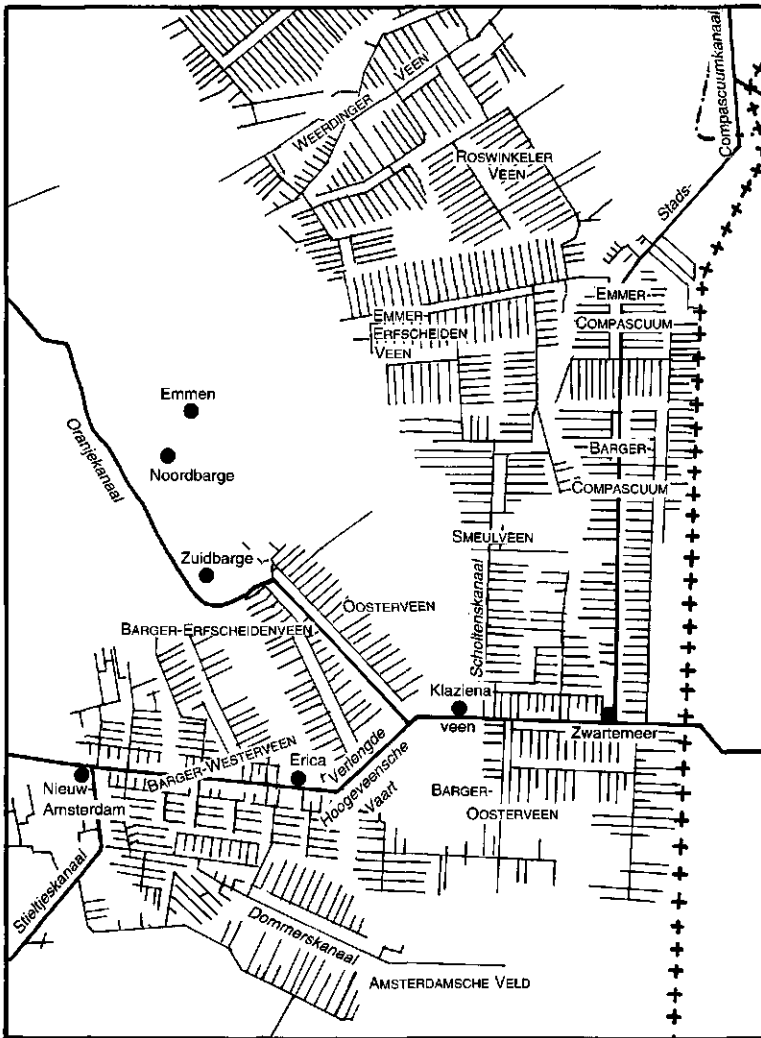 Compascuumkanaal
WEERDINGER VEEN
ROSWINKELER
VEEN
Stads-
EMMER-
COMPASCUUM
EMMER-
ERFSCHEIDEN
VEEN
Emmen
Oranjekanaal
Noordbarge
BARGER-
COMPASCUUM
SMEULVEEN
Zuidbarge
OOSTERVEEN
Scholtenskanaal
BARGER-ERFSCHEIDENVEEN
Klaziena
veen
Zwartemeer
BARGER-WESTERVEEN
Erica
Verlengde
Hoogeveensche
Vaart
Nieuw-
Amsterdam
BARGER-
OOSTERVEEN
Stieltjeskanaal
Dommerskanaal
AMSTERDAMSCHE VELD